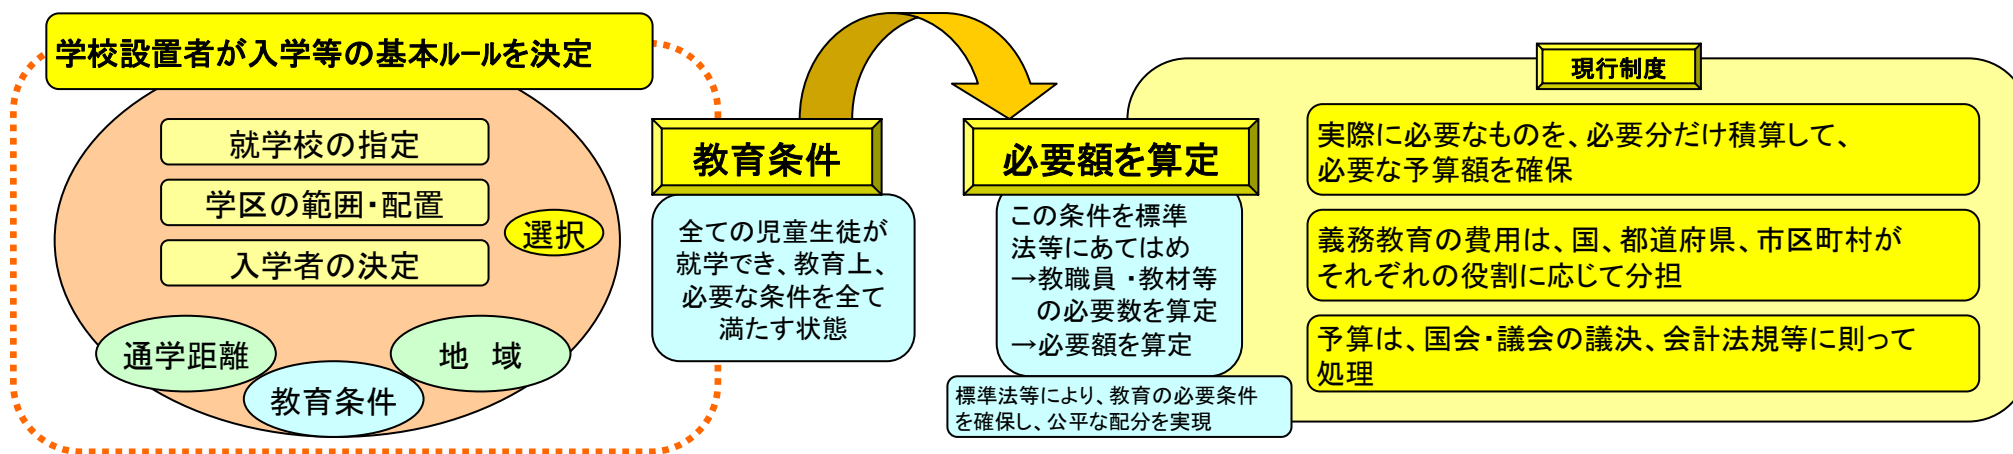 学校設置者が入学等の基本ルールを決定
就学校の指定
学区の範囲・配置
入学者の決定
選択
通学距離
地　域
教育条件
教育条件
全ての児童生徒が
就学でき、教育上、
必要な条件を全て
満たす状態
必要額を算定
この条件を標準
法等にあてはめ
→教職員・教材等
の必要数を算定
→必要額を算定
標準法等により、教育の必要条件
を確保し、公平な配分を実現
現行制度
実際に必要なものを、必要分だけ積算して、
必要な予算額を確保
義務教育の費用は、国、都道府県、市区町村が
それぞれの役割に応じて分担
予算は、国会・議会の議決、会計法規等に則って
処理